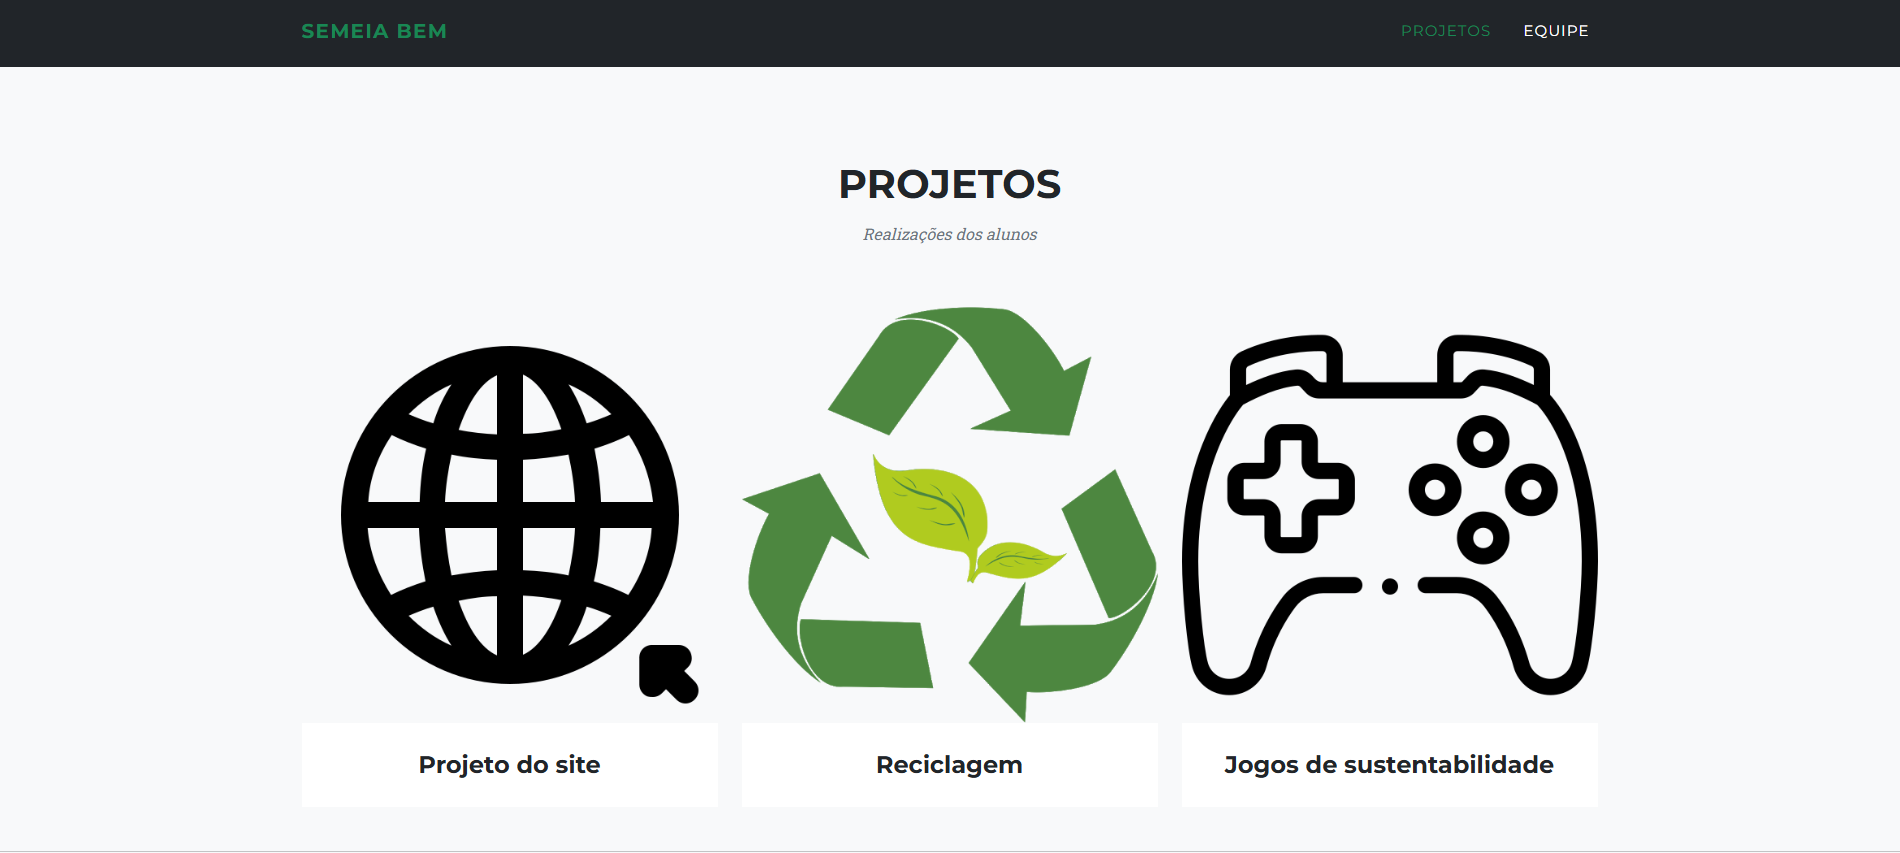 SEMEIA BEM
PROJETOS
EQUIPE
PROJETOS
Realizações dos alunos
Projeto do site
Reciclagem
Jogos de sustentabilidade